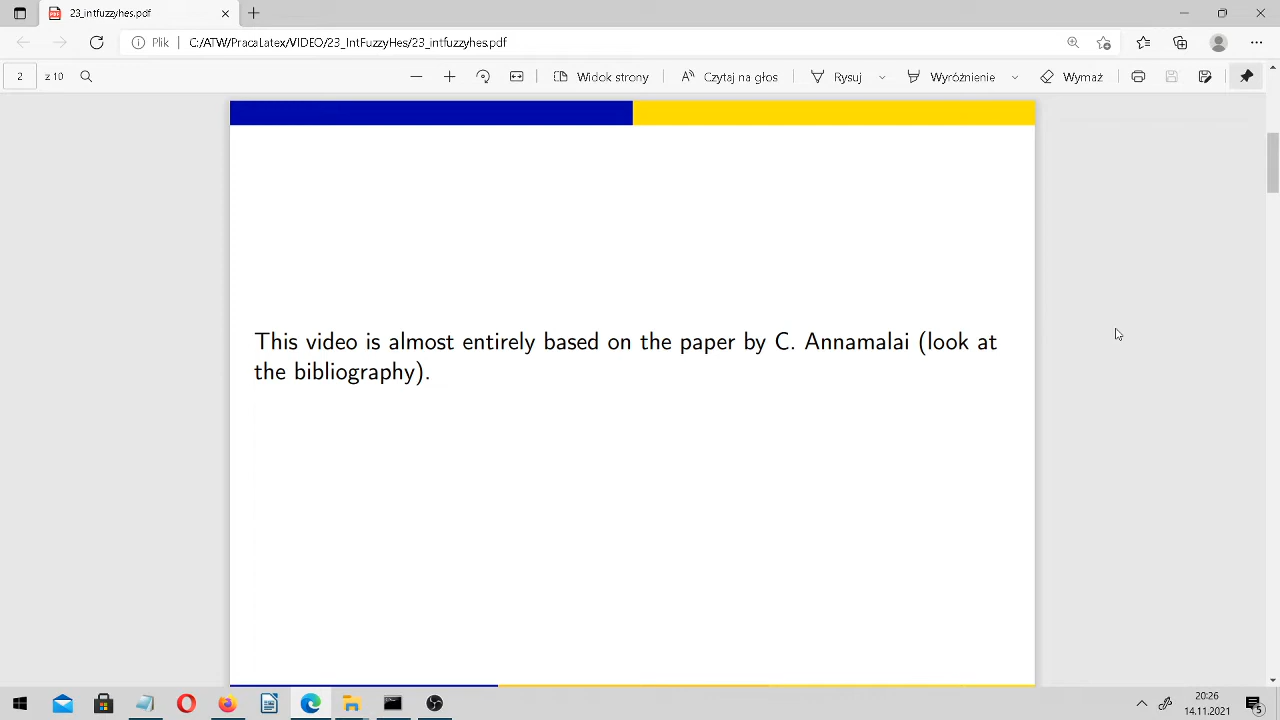 23_intfuzzyhes.pdf
Plik C:/ATW/PracaLatex/VIDEO/23_IntFuzzyHes/23_intfuzzyhes.pdf
2 z 10 Widok strony Czytaj na głos Rysuj Wyróżnienie Wymaż
This video is almost entirely based on the paper by C. Annamalai (look at
the bibliography).
20:26
14.11.2021
5